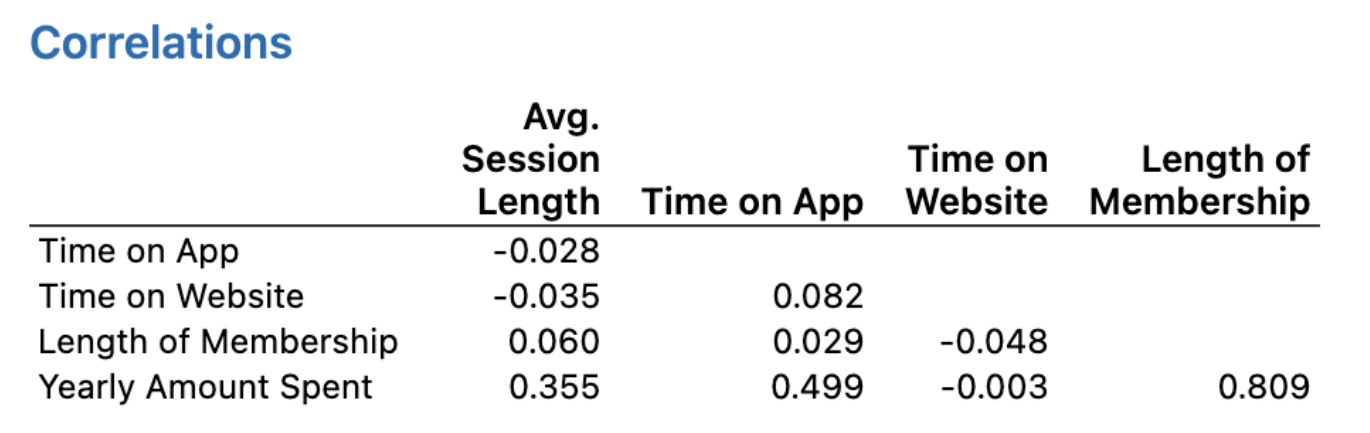 Correlations
Avg.
Session Time on Length of
Length Time on App Website Membership
Time on App -0.028
Time on Website -0.035 0.082
Length of Membership 0.060 0.029 -0.048
Yearly Amount Spent 0.355 0.499 -0.003 0.809